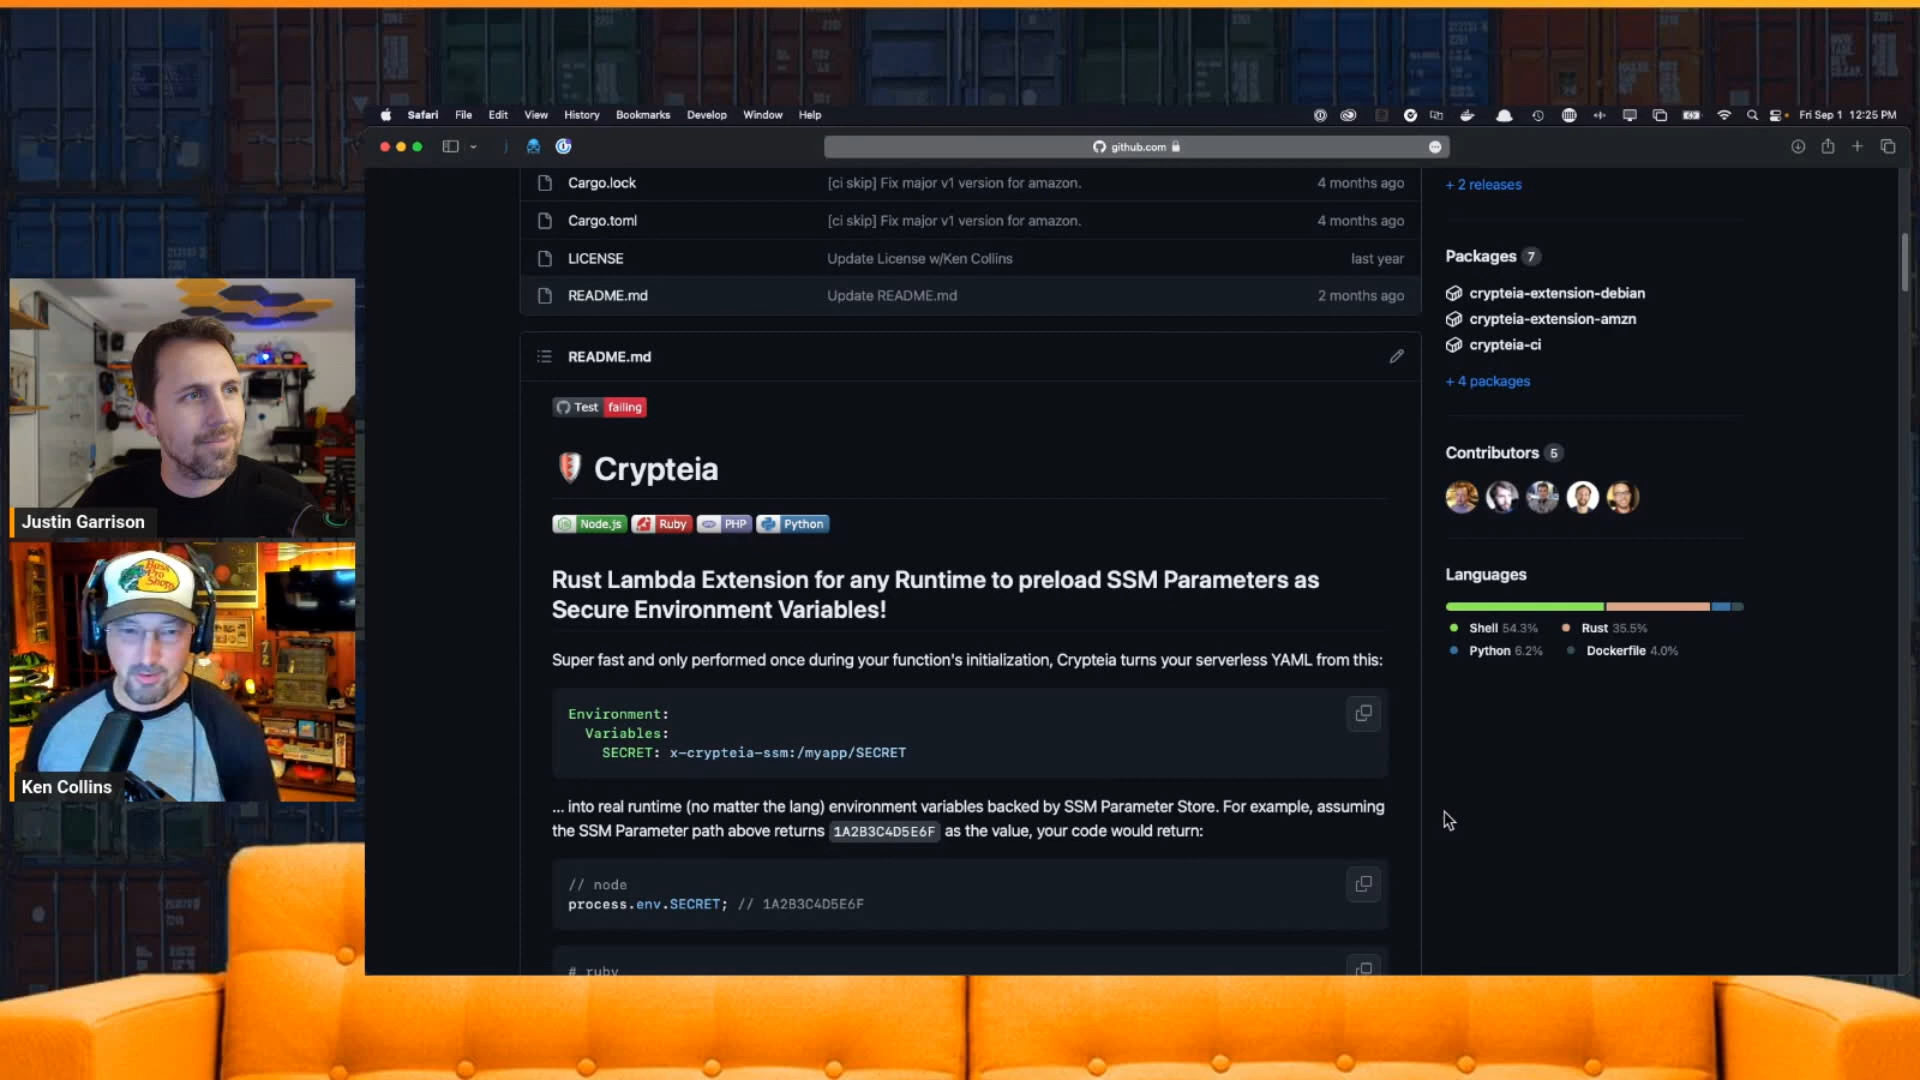 Safari File Edit View History Bookmarks Develop Window Help
Fri Sep 1 12:25 PM
github.com
Cargo.lock [ci skip] Fix major v1 version for amazon. 4 months ago
Cargo.toml [ci skip] Fix major v1 version for amazon. 4 months ago
LICENSE Update License w/Ken Collins last year
README.md Update README.md 2 months ago
README.md
Test failing
Crypteia
Node.js Ruby PHP Python
Rust Lambda Extension for any Runtime to preload SSM Parameters as
Secure Environment Variables!
Super fast and only performed once during your function's initialization, Crypteia turns your serverless YAML from this:
Environment:
Variables:
SECRET: x-crypteia-ssm:/myapp/SECRET
... into real runtime (no matter the lang) environment variables backed by SSM Parameter Store. For example, assuming
the SSM Parameter path above returns 1A2B3C4D5E6F as the value, your code would return:
// node
process.env.SECRET; // 1A2B3C4D5E6F
# ruby
+ 2 releases
Packages 7
crypteia-extension-debian
crypteia-extension-amzn
crypteia-ci
+ 4 packages
Contributors 5
Languages
Shell 54.3% Rust 35.5%
Python 6.2% Dockerfile 4.0%
Justin Garrison
Bass
Pro
Shops
Ken Collins